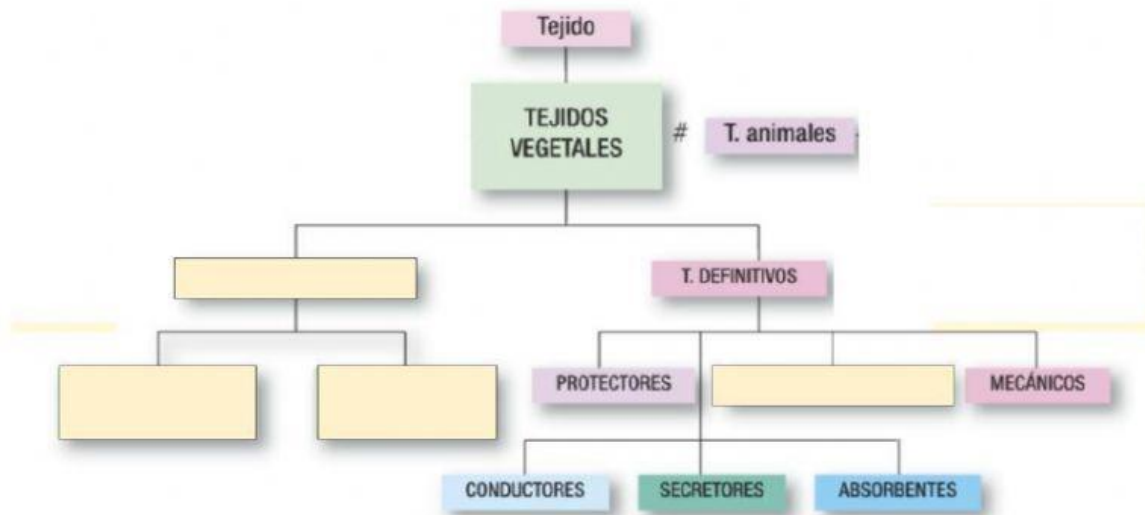 Tejido
TEJIDOS
VEGETALES
# T. animales
T. DEFINITIVOS
PROTECTORES
MECÁNICOS
CONDUCTORES
SECRETORES
ABSORBENTES